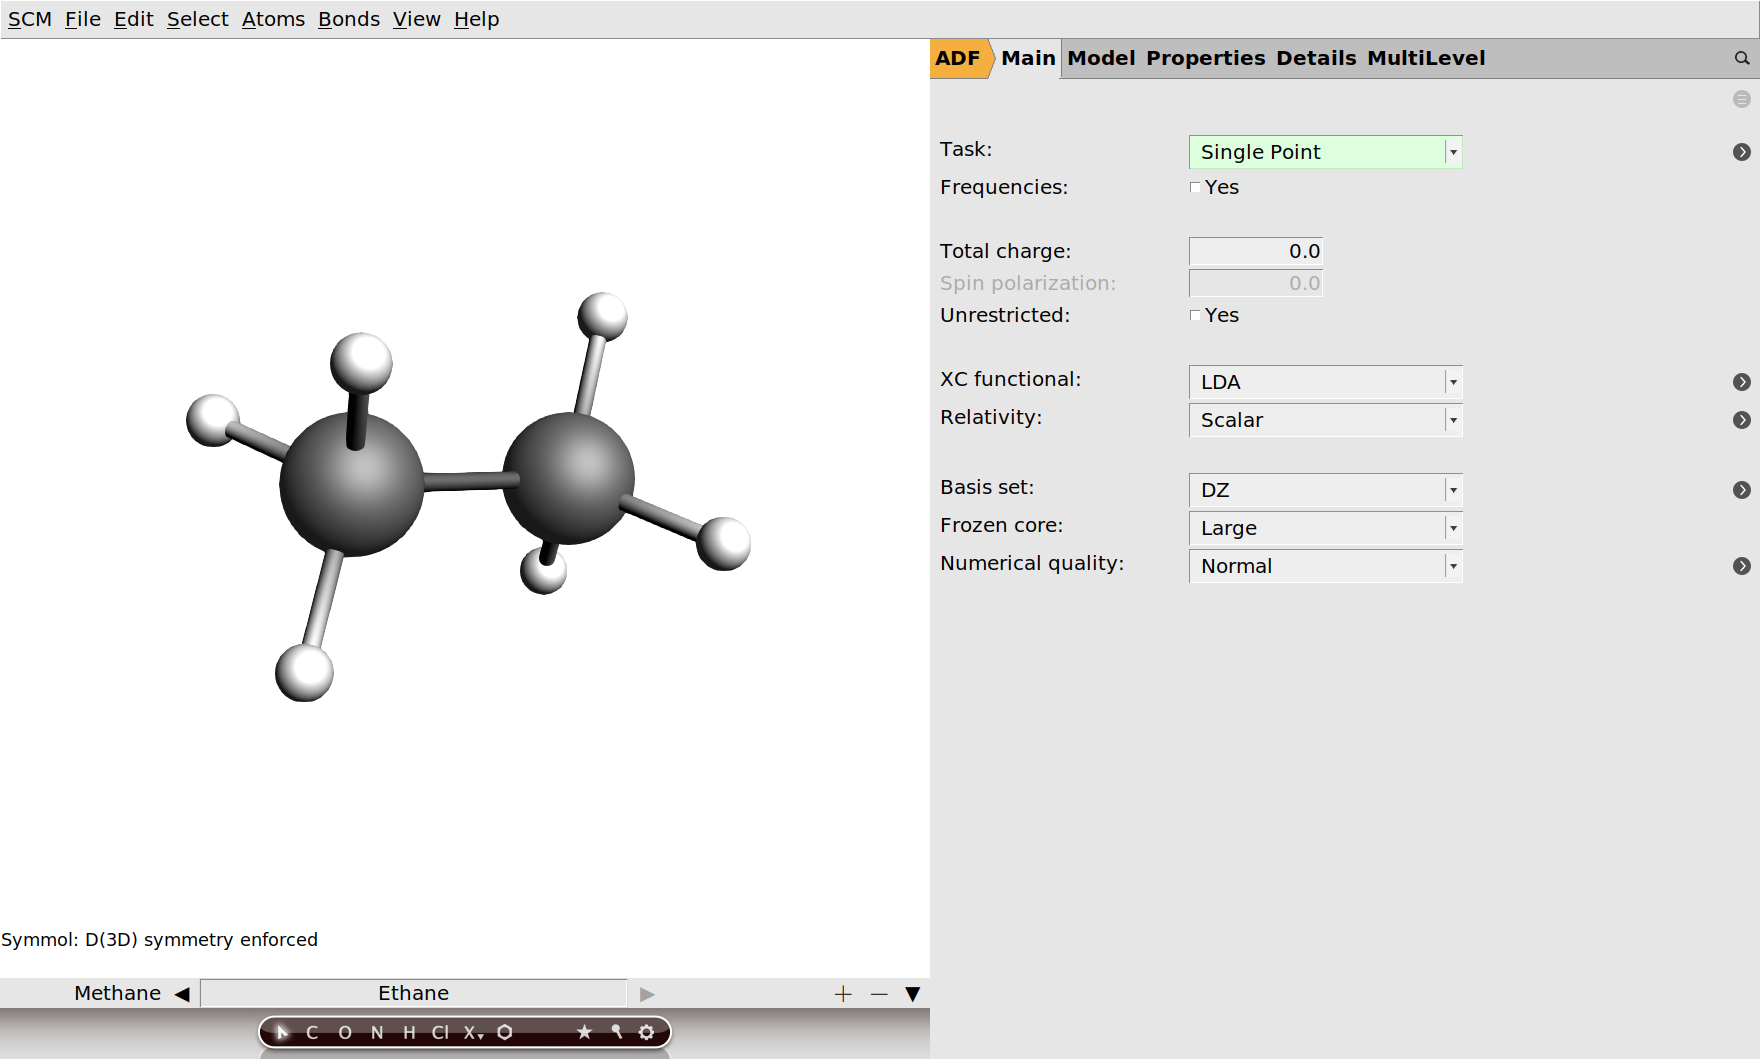 SCM File Edit Select Atoms Bonds View Help
ADF Main Model Properties Details MultiLevel
Task: Single Point
Frequencies: Yes
Total charge: 0.0
Spin polarization: 0.0
Unrestricted: Yes
XC functional: LDA
Relativity: Scalar
Basis set: DZ
Frozen core: Large
Numerical quality: Normal
Symmol: D(3D) symmetry enforced
Methane Ethane
C O N H Cl X